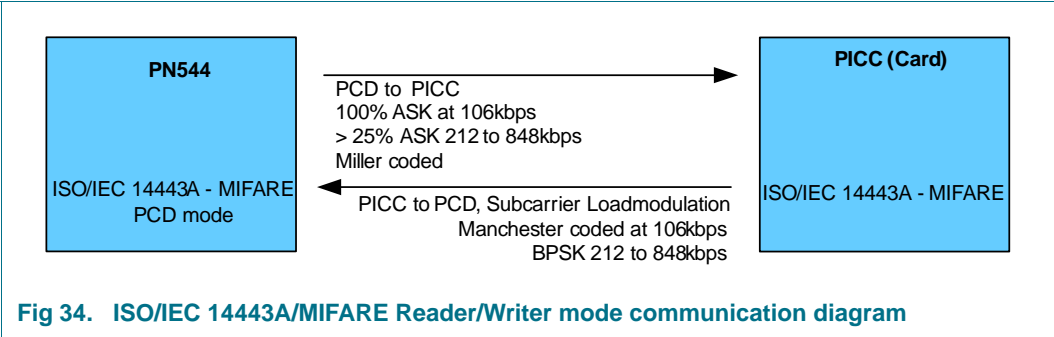 PN544
ISO/IEC 14443A - MIFARE
PCD mode
PCD to PICC
100% ASK at 106kbps
> 25% ASK 212 to 848kbps
Miller coded
PICC to PCD, Subcarrier Loadmodulation
Manchester coded at 106kbps
BPSK 212 to 848kbps
PICC (Card)
ISO/IEC 14443A - MIFARE
Fig 34. ISO/IEC 14443A/MIFARE Reader/Writer mode communication diagram